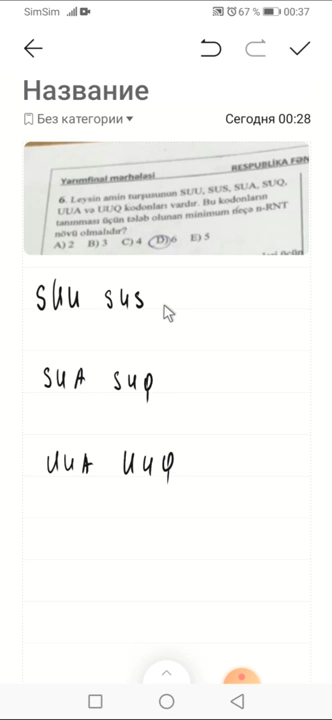 SimSim 67 % 00:37
Название
Без категории Сегодня 00:28
Yarımfinal mərhələsi RESPUBLİKA FƏN
6. Leysin amin turşusunun SUU, SUS, SUA, SUQ,
UUA və UUQ kodonları vardır. Bu kodonların
tanınması üçün tələb olunan minimum neçə n-RNT
növü olmalıdır?
A) 2 B) 3 C) 4 D) 6 E) 5
SUU SUS
SUA SUQ
UUA UUQ